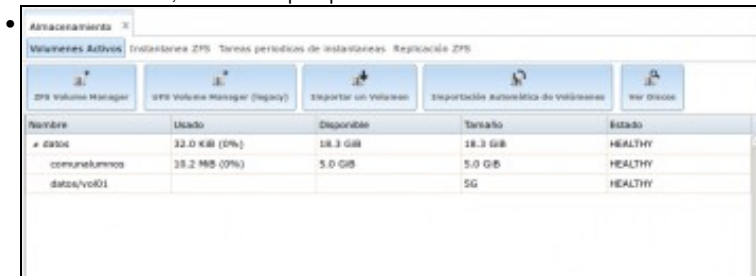 Almacenamiento
Volumenes Activos Instantanea ZFS Tareas periodicas de instantaneas Replicación ZFS
ZFS Volume Manager UFS Volume Manager (legacy) Importar un Volumen Importación Automática de Volúmenes Ver Discos
Nombre Usado Disponible Tamaño Estado
datos 32.0 KiB (0%) 18.3 GiB 18.3 GiB HEALTHY
comunalumnos 10.2 MiB (0%) 5.0 GiB 5.0 GiB HEALTHY
datos/vol01 5G HEALTHY